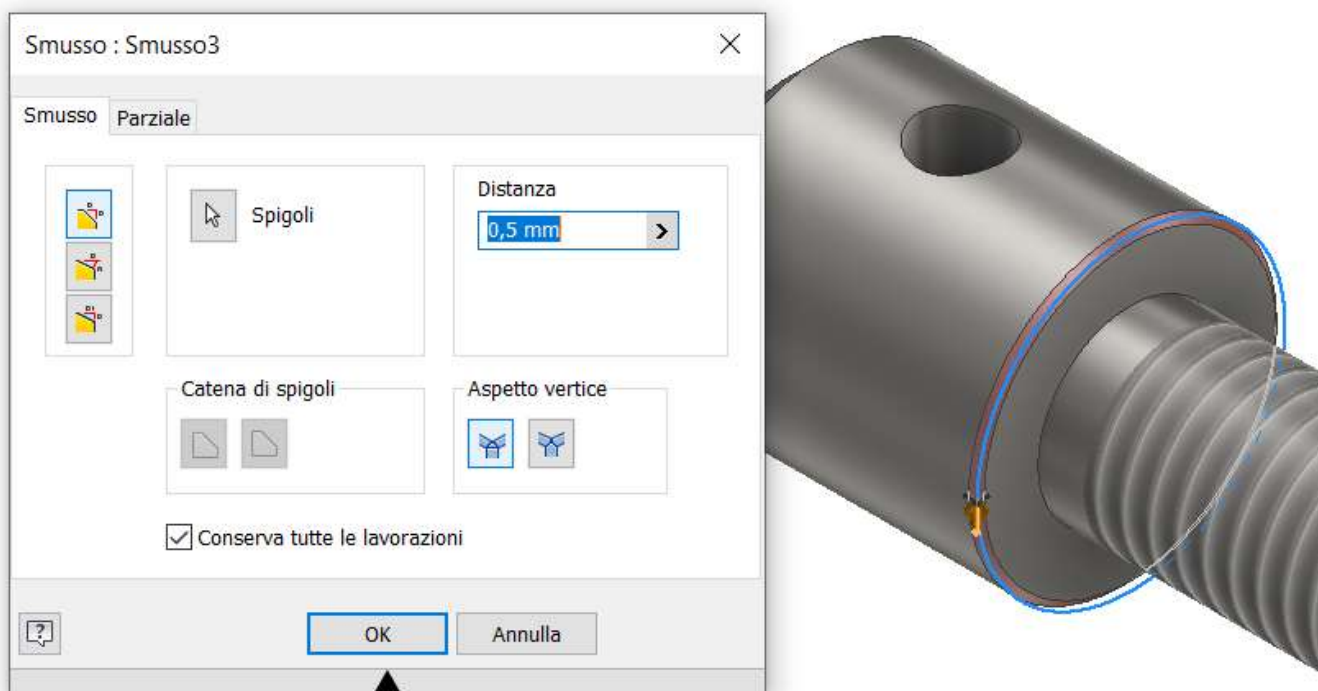 Smusso : Smusso3
Smusso Parziale
Spigoli
Distanza
0,5 mm
Catena di spigoli
Aspetto vertice
Conserva tutte le lavorazioni
OK Annulla